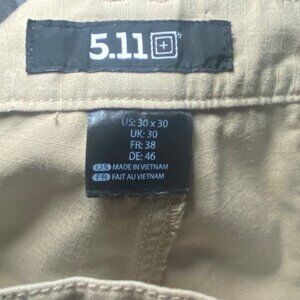 5.11
US: 30 x 30
UK: 30
FR: 38
DE: 46
US MADE IN VIETNAM
FR FAIT AU VIETNAM